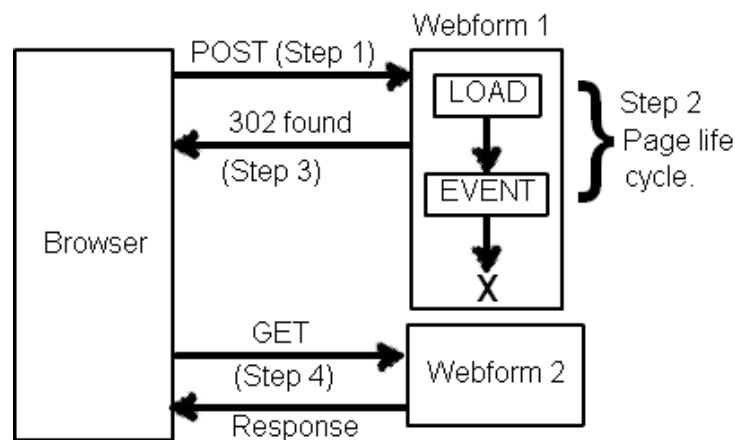 Webform 1
POST (Step 1)
LOAD
Step 2
Page life
cycle.
302 found
(Step 3)
EVENT
Browser
X
GET
(Step 4)
Webform 2
Response